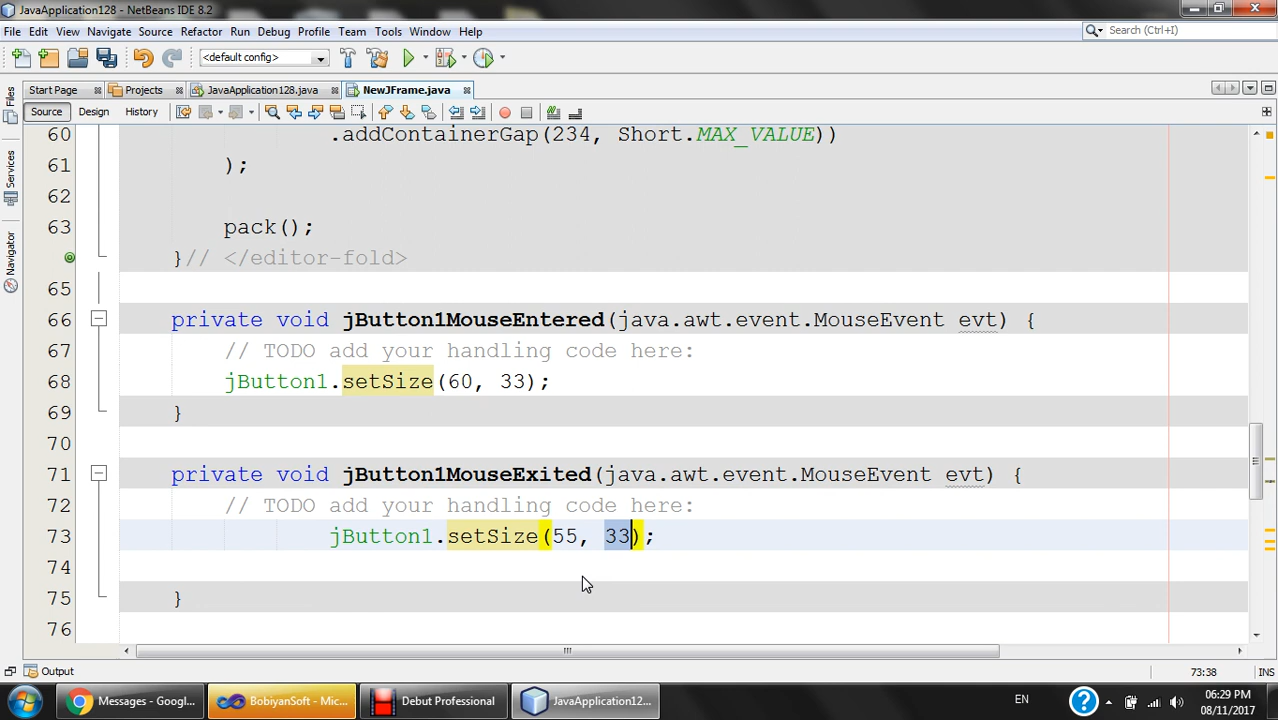 JavaApplication128 - NetBeans IDE 8.2
File Edit View Navigate Source Refactor Run Debug Profile Team Tools Window Help
Search (Ctrl+I)
<default config>
Start Page Projects JavaApplication128.java NewJFrame.java
Source Design History
Files
Services
Navigator
60 .addContainerGap(234, Short.MAX_VALUE))
61 );
62
63 pack();
}// </editor-fold>
65
66 private void jButton1MouseEntered(java.awt.event.MouseEvent evt) {
67 // TODO add your handling code here:
68 jButton1.setSize(60, 33);
69 }
70
71 private void jButton1MouseExited(java.awt.event.MouseEvent evt) {
72 // TODO add your handling code here:
73 jButton1.setSize(55, 33);
74
75 }
76
Output
73:38 INS
Messages - Googl... BobiyanSoft - Mic... Debut Professional JavaApplication12...
EN
06:29 PM
08/11/2017